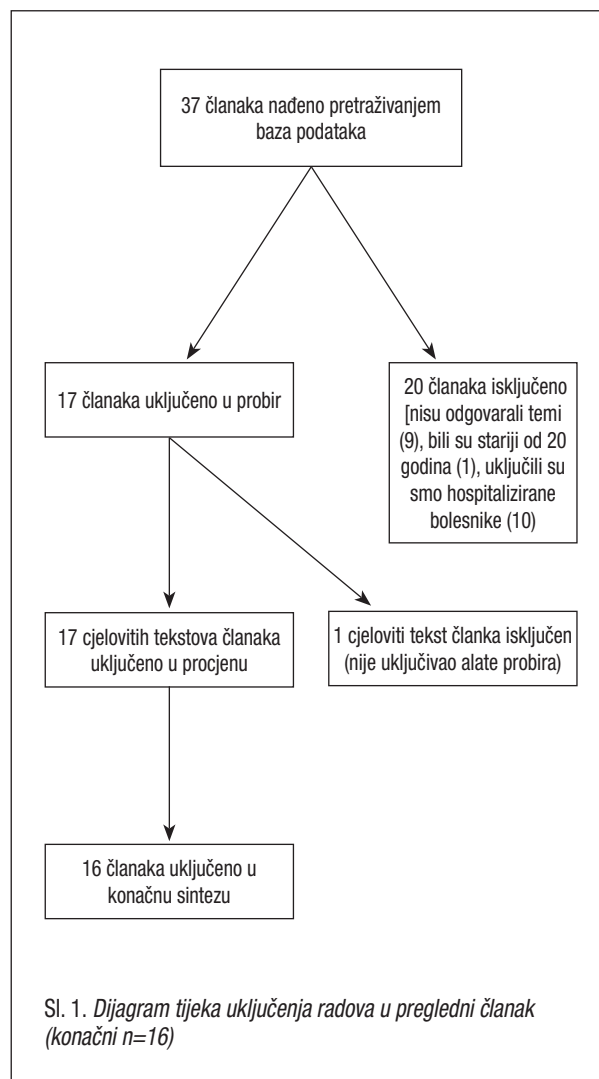 37 članaka nađeno pretraživanjem
baza podataka
17 članaka uključeno u probir
20 članaka isključeno
[nisu odgovarali temi
(9), bili su stariji od 20
godina (1), uključili su
smo hospitalizirane
bolesnike (10)
17 cjelovitih tekstova članaka
uključeno u procjenu
1 cjeloviti tekst članka isključen
(nije uključivao alate probira)
16 članaka uključeno u
konačnu sintezu
Sl. 1. Dijagram tijeka uključenja radova u pregledni članak
(konačni n=16)